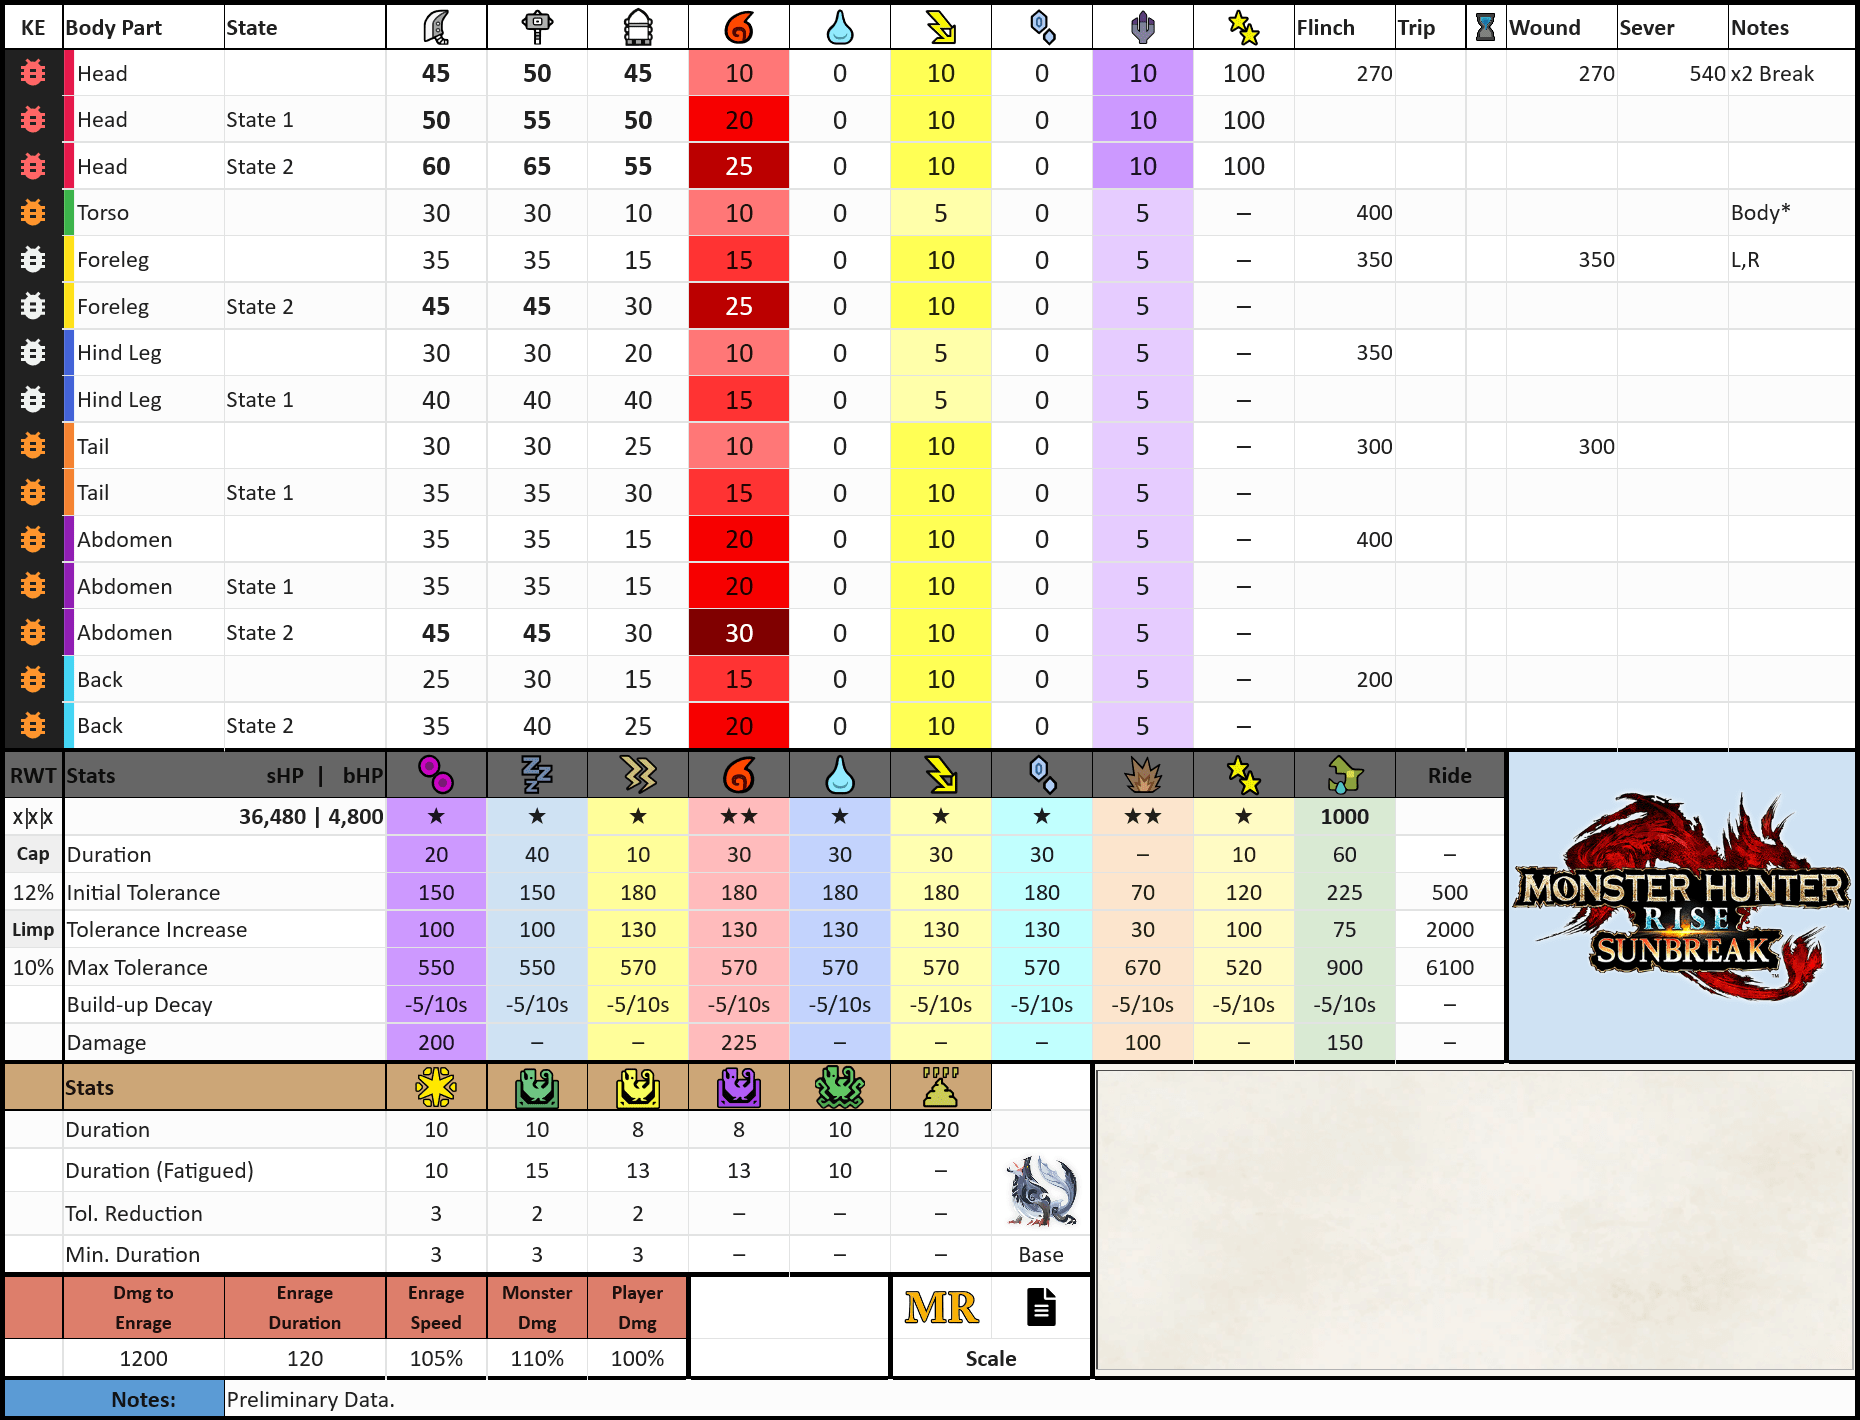 KE Body Part State Flinch Trip Wound Sever Notes
Head 45 50 45 10 0 10 0 10 100 270 270 540 x2 Break
Head State 1 50 55 50 20 0 10 0 10 100
Head State 2 60 65 55 25 0 10 0 10 100
Torso 30 30 10 10 0 5 0 5 – 400 Body*
Foreleg 35 35 15 15 0 10 0 5 – 350 350 L,R
Foreleg State 2 45 45 30 25 0 10 0 5 –
Hind Leg 30 30 20 10 0 5 0 5 – 350
Hind Leg State 1 40 40 40 15 0 5 0 5 –
Tail 30 30 25 10 0 10 0 5 – 300 300
Tail State 1 35 35 30 15 0 10 0 5 –
Abdomen 35 35 15 20 0 10 0 5 – 400
Abdomen State 1 35 35 15 20 0 10 0 5 –
Abdomen State 2 45 45 30 30 0 10 0 5 –
Back 25 30 15 15 0 10 0 5 – 200
Back State 2 35 40 25 20 0 10 0 5 –
RWT Stats sHP | bHP Ride
x|x|x 36,480 | 4,800 ★ ★ ★ ★★ ★ ★ ★ ★★ ★ 1000
Cap Duration 20 40 10 30 30 30 30 – 10 60 –
12% Initial Tolerance 150 150 180 180 180 180 180 70 120 225 500
Limp Tolerance Increase 100 100 130 130 130 130 130 30 100 75 2000
10% Max Tolerance 550 550 570 570 570 570 570 670 520 900 6100
Build-up Decay -5/10s -5/10s -5/10s -5/10s -5/10s -5/10s -5/10s -5/10s -5/10s -5/10s –
Damage 200 – – 225 – – – 100 – 150 –
MONSTER HUNTER
RISE
SUNBREAK™
Stats
Duration 10 10 8 8 10 120
Duration (Fatigued) 10 15 13 13 10 –
Tol. Reduction 3 2 2 – – –
Min. Duration 3 3 3 – – – Base
Dmg to Enrage Enrage Monster Player
Enrage Duration Speed Dmg Dmg MR
1200 120 105% 110% 100% Scale
Notes: Preliminary Data.